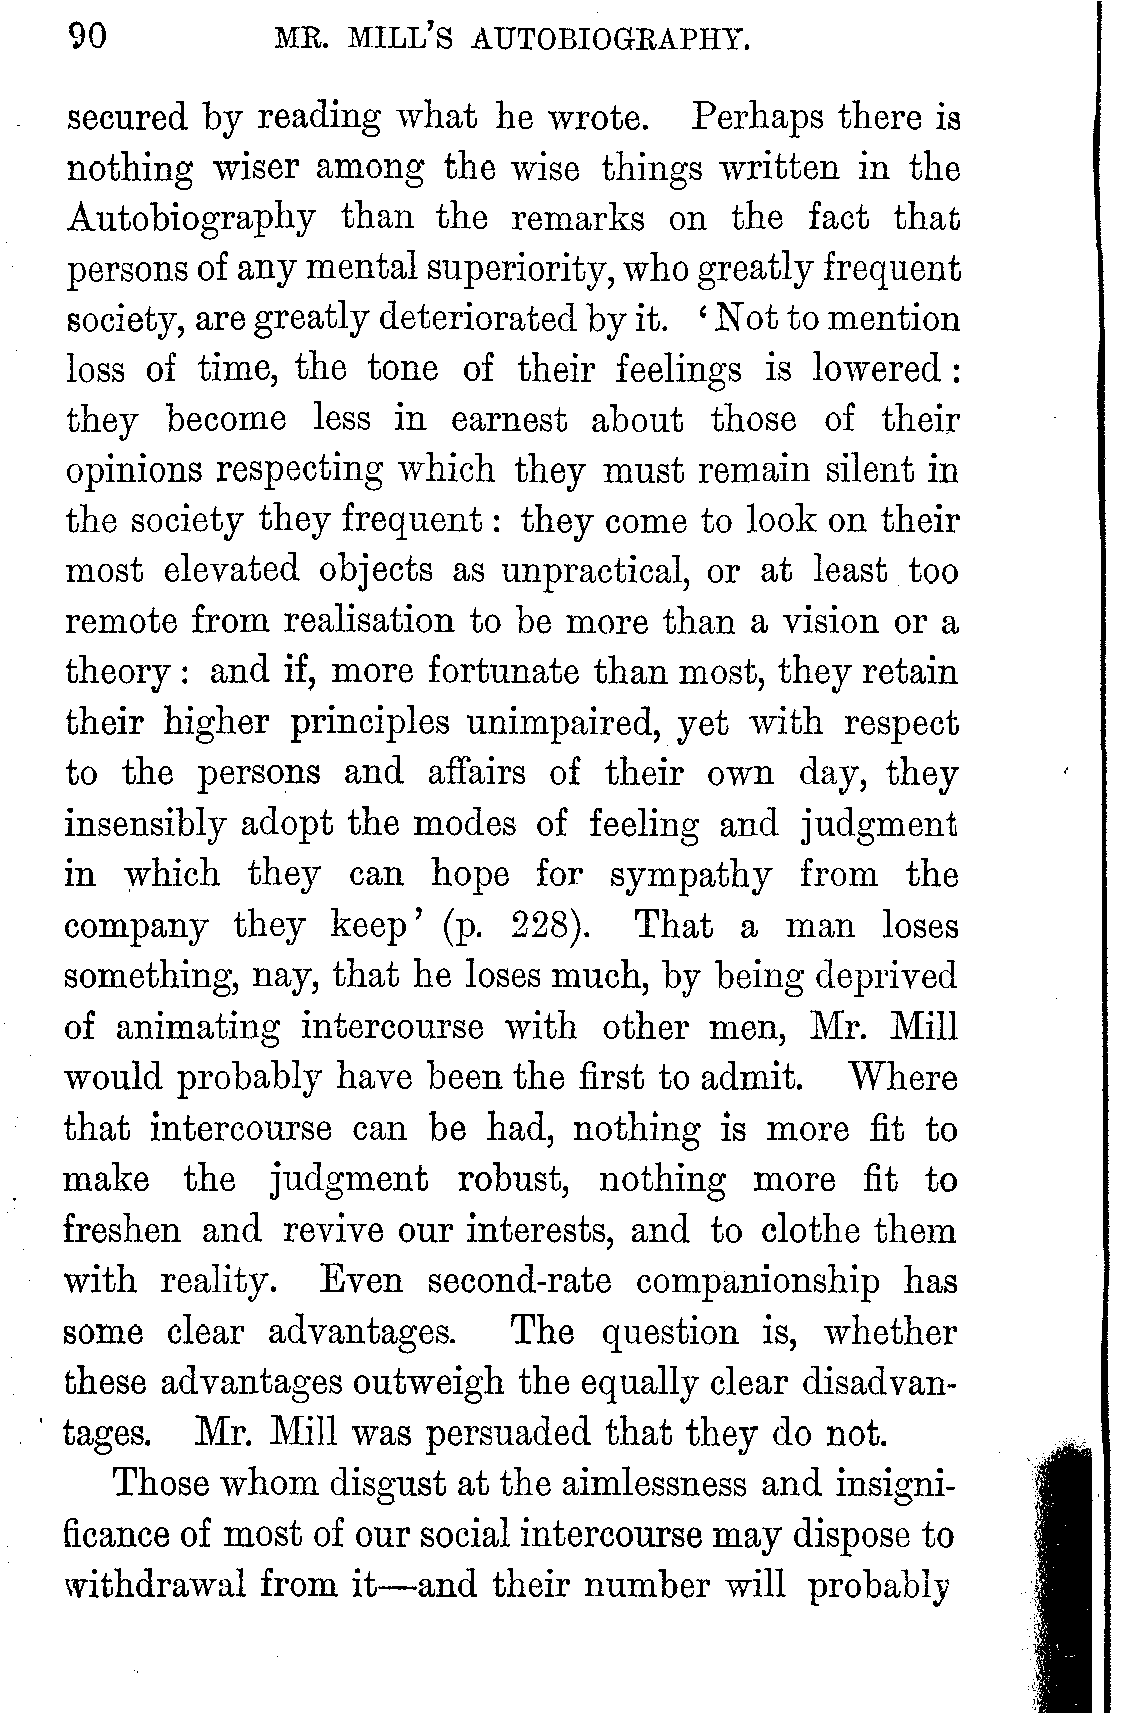 90 MR. MILL'S AUTOBIOGRAPHY.
secured by reading what he wrote. Perhaps there is
nothing wiser among the wise things written in the
Autobiography than the remarks on the fact that
persons of any mental superiority, who greatly frequent
society, are greatly deteriorated by it. ‘Not to mention
loss of time, the tone of their feelings is lowered :
they become less in earnest about those of their
opinions respecting which they must remain silent in
the society they frequent : they come to look on their
most elevated objects as unpractical, or at least too
remote from realisation to be more than a vision or a
theory : and if, more fortunate than most, they retain
their higher principles unimpaired, yet with respect
to the persons and affairs of their own day, they
insensibly adopt the modes of feeling and judgment
in which they can hope for sympathy from the
company they keep’ (p. 228). That a man loses
something, nay, that he loses much, by being deprived
of animating intercourse with other men, Mr. Mill
would probably have been the first to admit. Where
that intercourse can be had, nothing is more fit to
make the judgment robust, nothing more fit to
freshen and revive our interests, and to clothe them
with reality. Even second-rate companionship has
some clear advantages. The question is, whether
these advantages outweigh the equally clear disadvan-
tages. Mr. Mill was persuaded that they do not.
Those whom disgust at the aimlessness and insigni-
ficance of most of our social intercourse may dispose to
withdrawal from it—and their number will probably